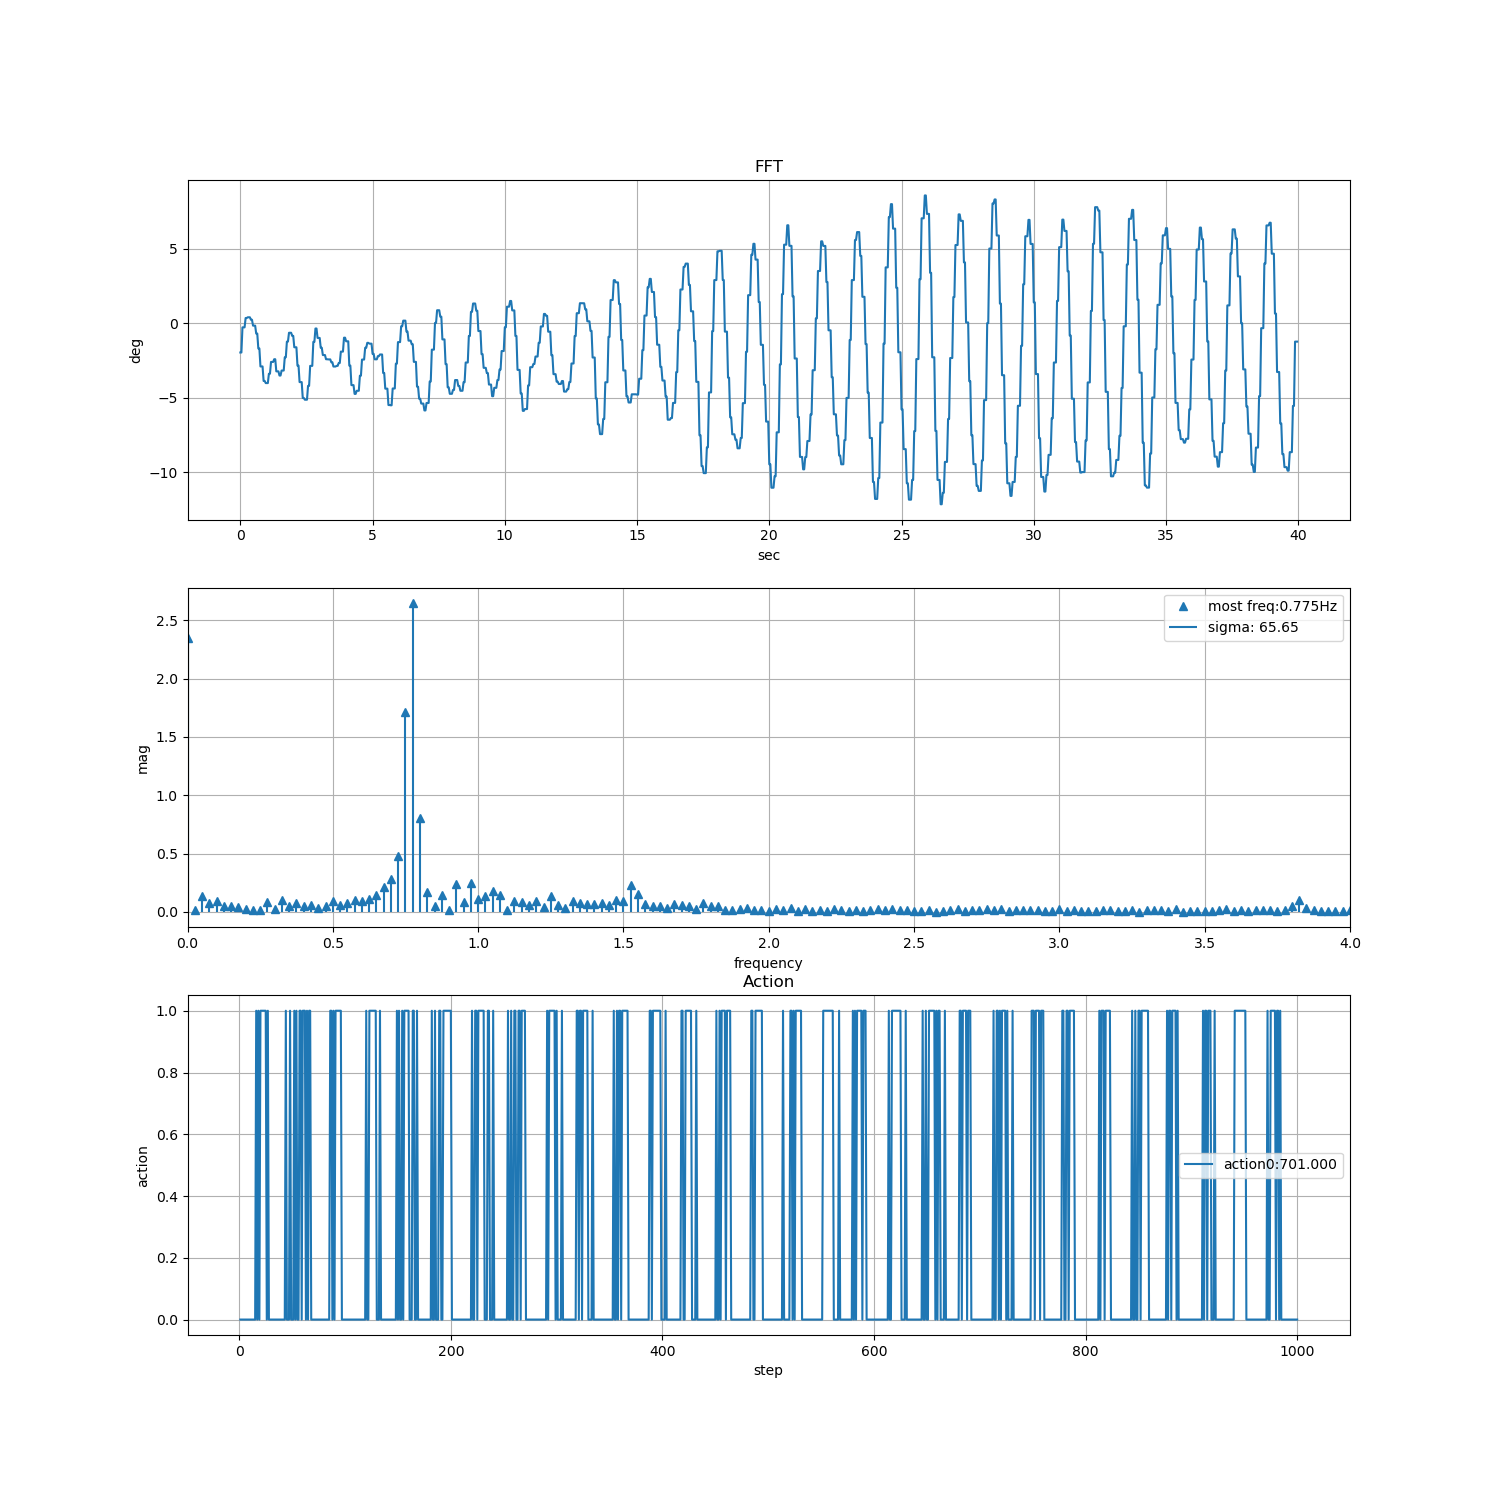 FFT
5
0
−5
−10
deg
0 5 10 15 20 25 30 35 40
sec
most freq:0.775Hz
sigma: 65.65
2.5
2.0
1.5
1.0
0.5
0.0
mag
0.0 0.5 1.0 1.5 2.0 2.5 3.0 3.5 4.0
frequency
Action
1.0
0.8
0.6
0.4
0.2
0.0
action
action0:701.000
0 200 400 600 800 1000
step